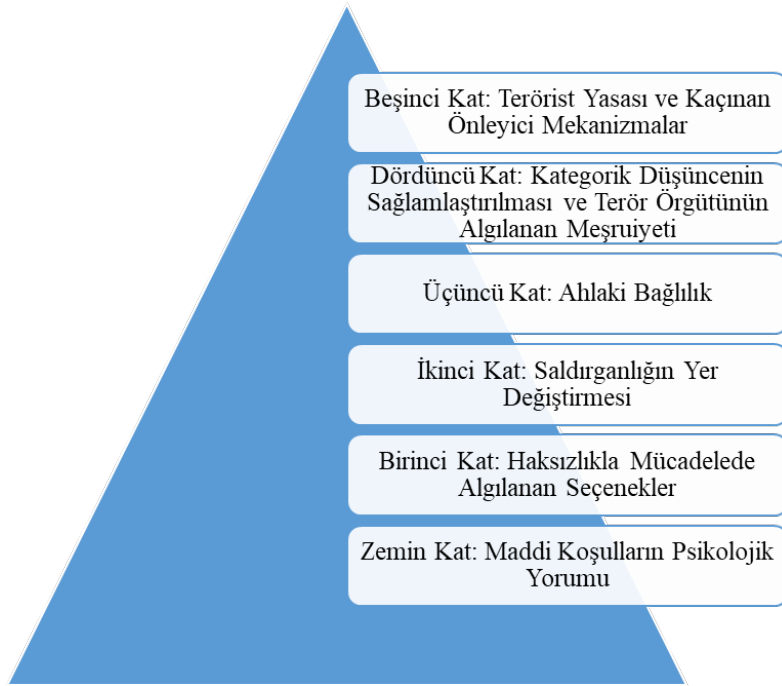 Beşinci Kat: Terörist Yasası ve Kaçınan
Önleyici Mekanizmalar
Dördüncü Kat: Kategorik Düşüncenin
Sağlamlaştırılması ve Terör Örgütünün
Algılanan Meşruiyeti
Üçüncü Kat: Ahlaki Bağlılık
İkinci Kat: Saldırganlığın Yer
Değiştirmesi
Birinci Kat: Haksızlıkla Mücadelede
Algılanan Seçenekler
Zemin Kat: Maddi Koşulların Psikolojik
Yorumu